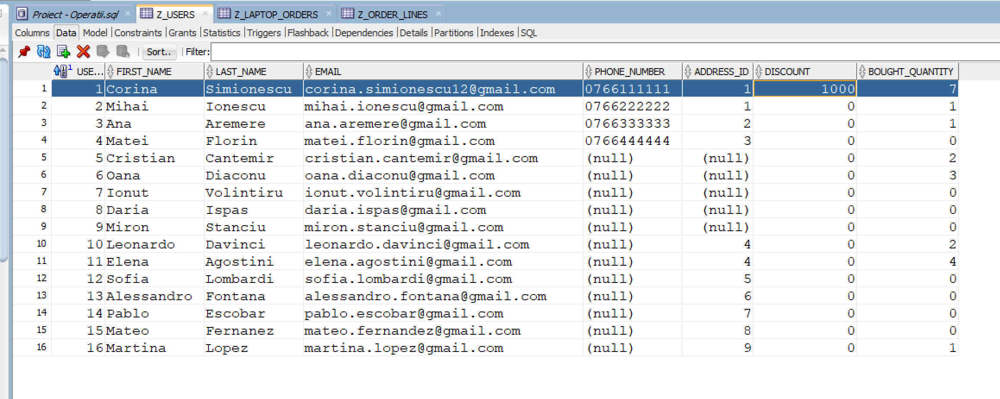 Proiect - Operatii.sql × Z_USERS × Z_LAPTOP_ORDERS × Z_ORDER_LINES ×
Columns Data Model Constraints Grants Statistics Triggers Flashback Dependencies Details Partitions Indexes SQL
Sort.. Filter:
1 USE... FIRST_NAME LAST_NAME EMAIL PHONE_NUMBER ADDRESS_ID DISCOUNT BOUGHT_QUANTITY
1 1 Corina Simionescu corina.simionescu12@gmail.com 0766111111 1 1000 7
2 2 Mihai Ionescu mihai.ionescu@gmail.com 0766222222 1 0 1
3 3 Ana Aremere ana.aremere@gmail.com 0766333333 2 0 1
4 4 Matei Florin matei.florin@gmail.com 0766444444 3 0 0
5 5 Cristian Cantemir cristian.cantemir@gmail.com (null) (null) 0 2
6 6 Oana Diaconu oana.diaconu@gmail.com (null) (null) 0 3
7 7 Ionut Volintiru ionut.volintiru@gmail.com (null) (null) 0 0
8 8 Daria Ispas daria.ispas@gmail.com (null) (null) 0 0
9 9 Miron Stanciu miron.stanciu@gmail.com (null) (null) 0 0
10 10 Leonardo Davinci leonardo.davinci@gmail.com (null) 4 0 2
11 11 Elena Agostini elena.agostini@gmail.com (null) 4 0 4
12 12 Sofia Lombardi sofia.lombardi@gmail.com (null) 5 0 0
13 13 Alessandro Fontana alessandro.fontana@gmail.com (null) 6 0 0
14 14 Pablo Escobar pablo.escobar@gmail.com (null) 7 0 0
15 15 Mateo Fernanez mateo.fernandez@gmail.com (null) 8 0 0
16 16 Martina Lopez martina.lopez@gmail.com (null) 9 0 1